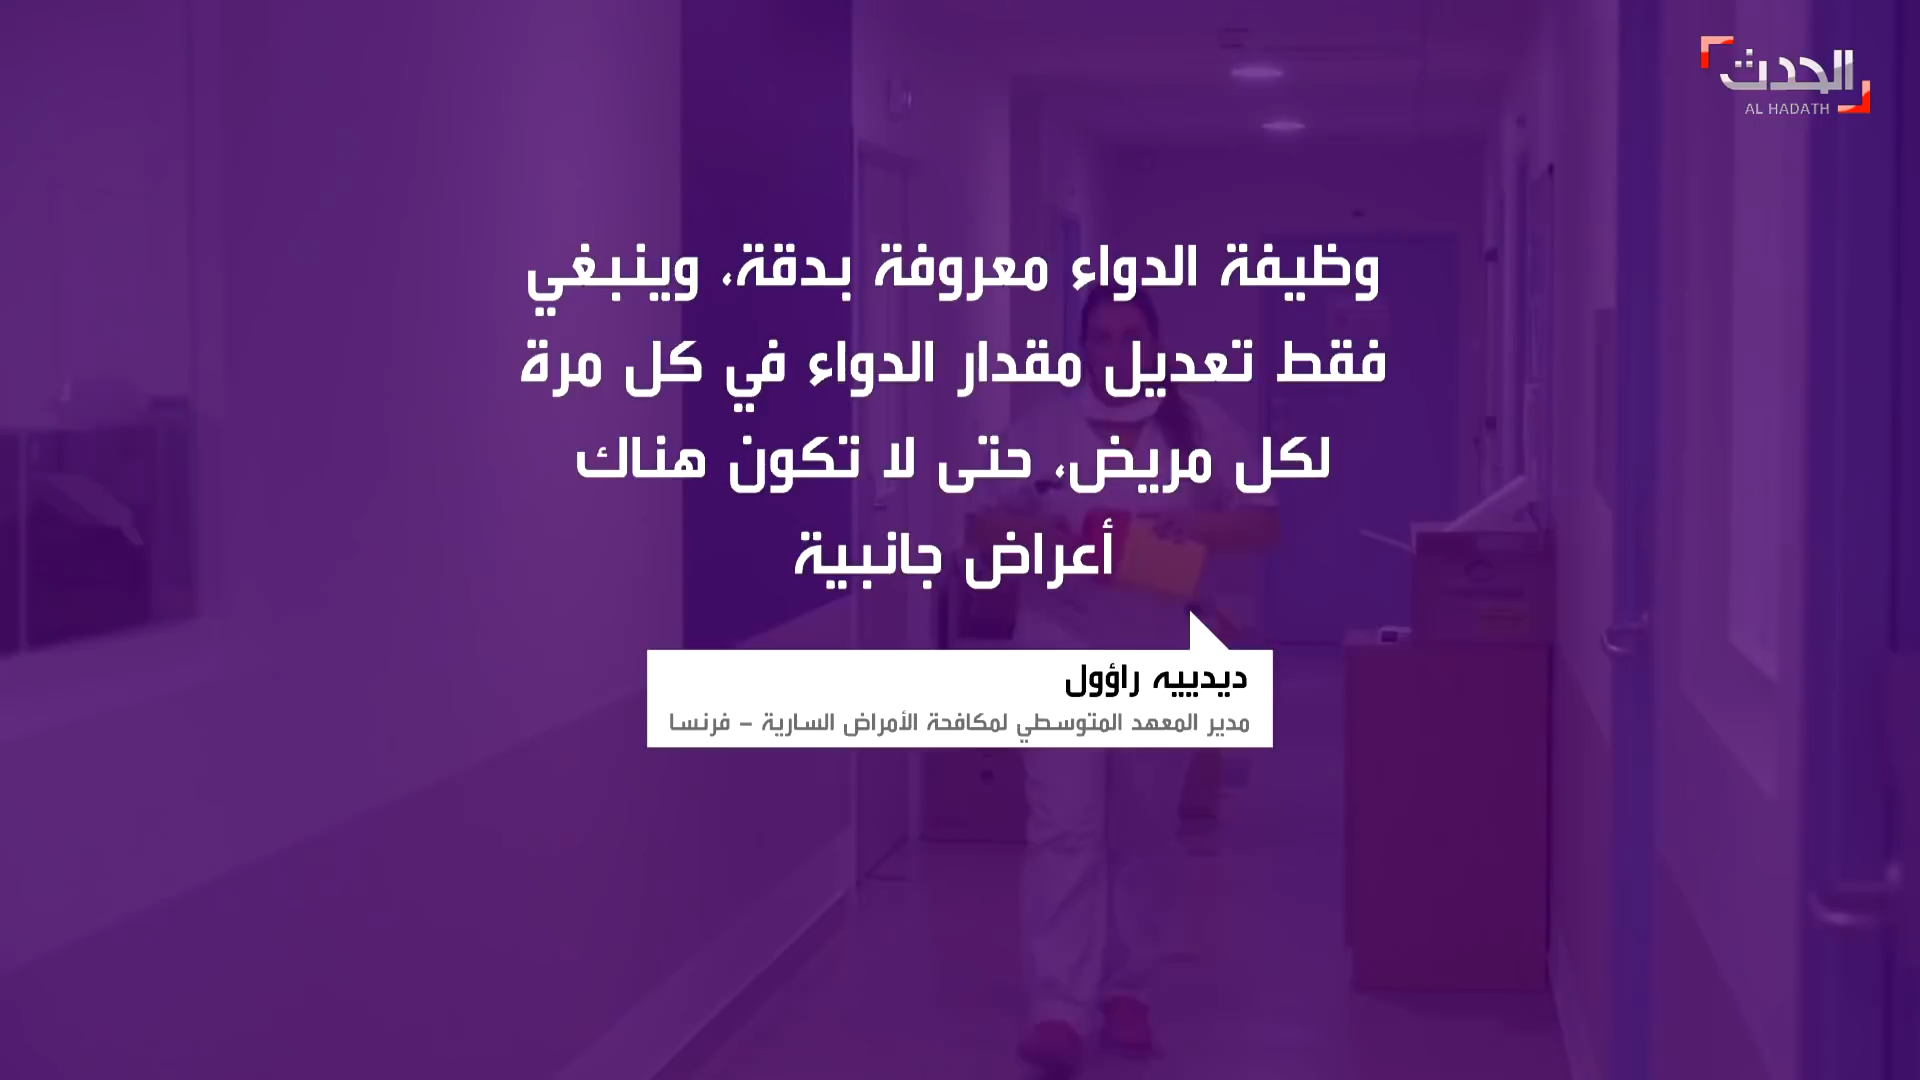 الحدث
AL HADATH
وظيفة الدواء معروفة بدقة، وينبغي
فقط تعديل مقدار الدواء في كل مرة
لكل مريض، حتى لا تكون هناك
أعراض جانبية
ديدييه راؤول
مدير المعهد المتوسطي لمكافحة الأمراض السارية - فرنسا